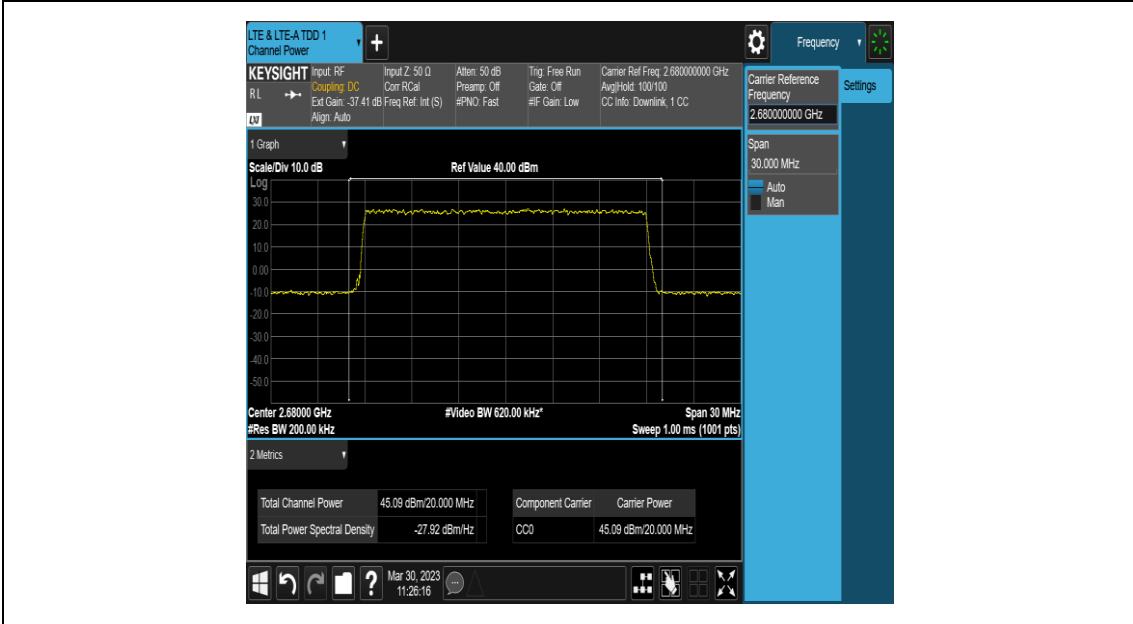 LTE & LTE-A TDD 1
Channel Power
+
Frequency
KEYSIGHT
RL
LXI
Input: RF
Coupling: DC
Ext Gain: -37.41 dB
Align: Auto
Input Z: 50 Ω
Corr RCal
Freq Ref: Int (S)
Atten: 50 dB
Preamp: Off
#PNO: Fast
Trig: Free Run
Gate: Off
#IF Gain: Low
Carrier Ref Freq: 2.680000000 GHz
Avg|Hold: 100/100
CC Info: Downlink, 1 CC
Carrier Reference
Frequency
2.680000000 GHz
Settings
Span
30.000 MHz
Auto
Man
1 Graph
Scale/Div 10.0 dB
Ref Value 40.00 dBm
Log
30.0
20.0
10.0
0.00
-10.0
-20.0
-30.0
-40.0
-50.0
Center 2.68000 GHz
#Video BW 620.00 kHz*
Span 30 MHz
#Res BW 200.00 kHz
Sweep 1.00 ms (1001 pts)
2 Metrics
Total Channel Power 45.09 dBm/20.000 MHz
Total Power Spectral Density -27.92 dBm/Hz
Component Carrier Carrier Power
CC0 45.09 dBm/20.000 MHz
?
Mar 30, 2023
11:26:16